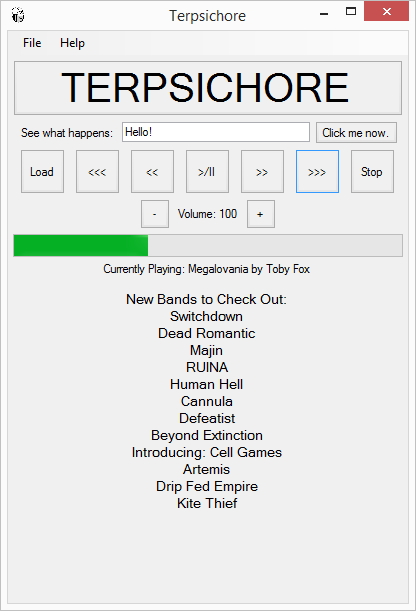 Terpsichore
File Help
TERPSICHORE
See what happens: Hello! Click me now.
Load <<< << >/II >> >>> Stop
- Volume: 100 +
Currently Playing: Megalovania by Toby Fox
New Bands to Check Out:
Switchdown
Dead Romantic
Majin
RUINA
Human Hell
Cannula
Defeatist
Beyond Extinction
Introducing: Cell Games
Artemis
Drip Fed Empire
Kite Thief